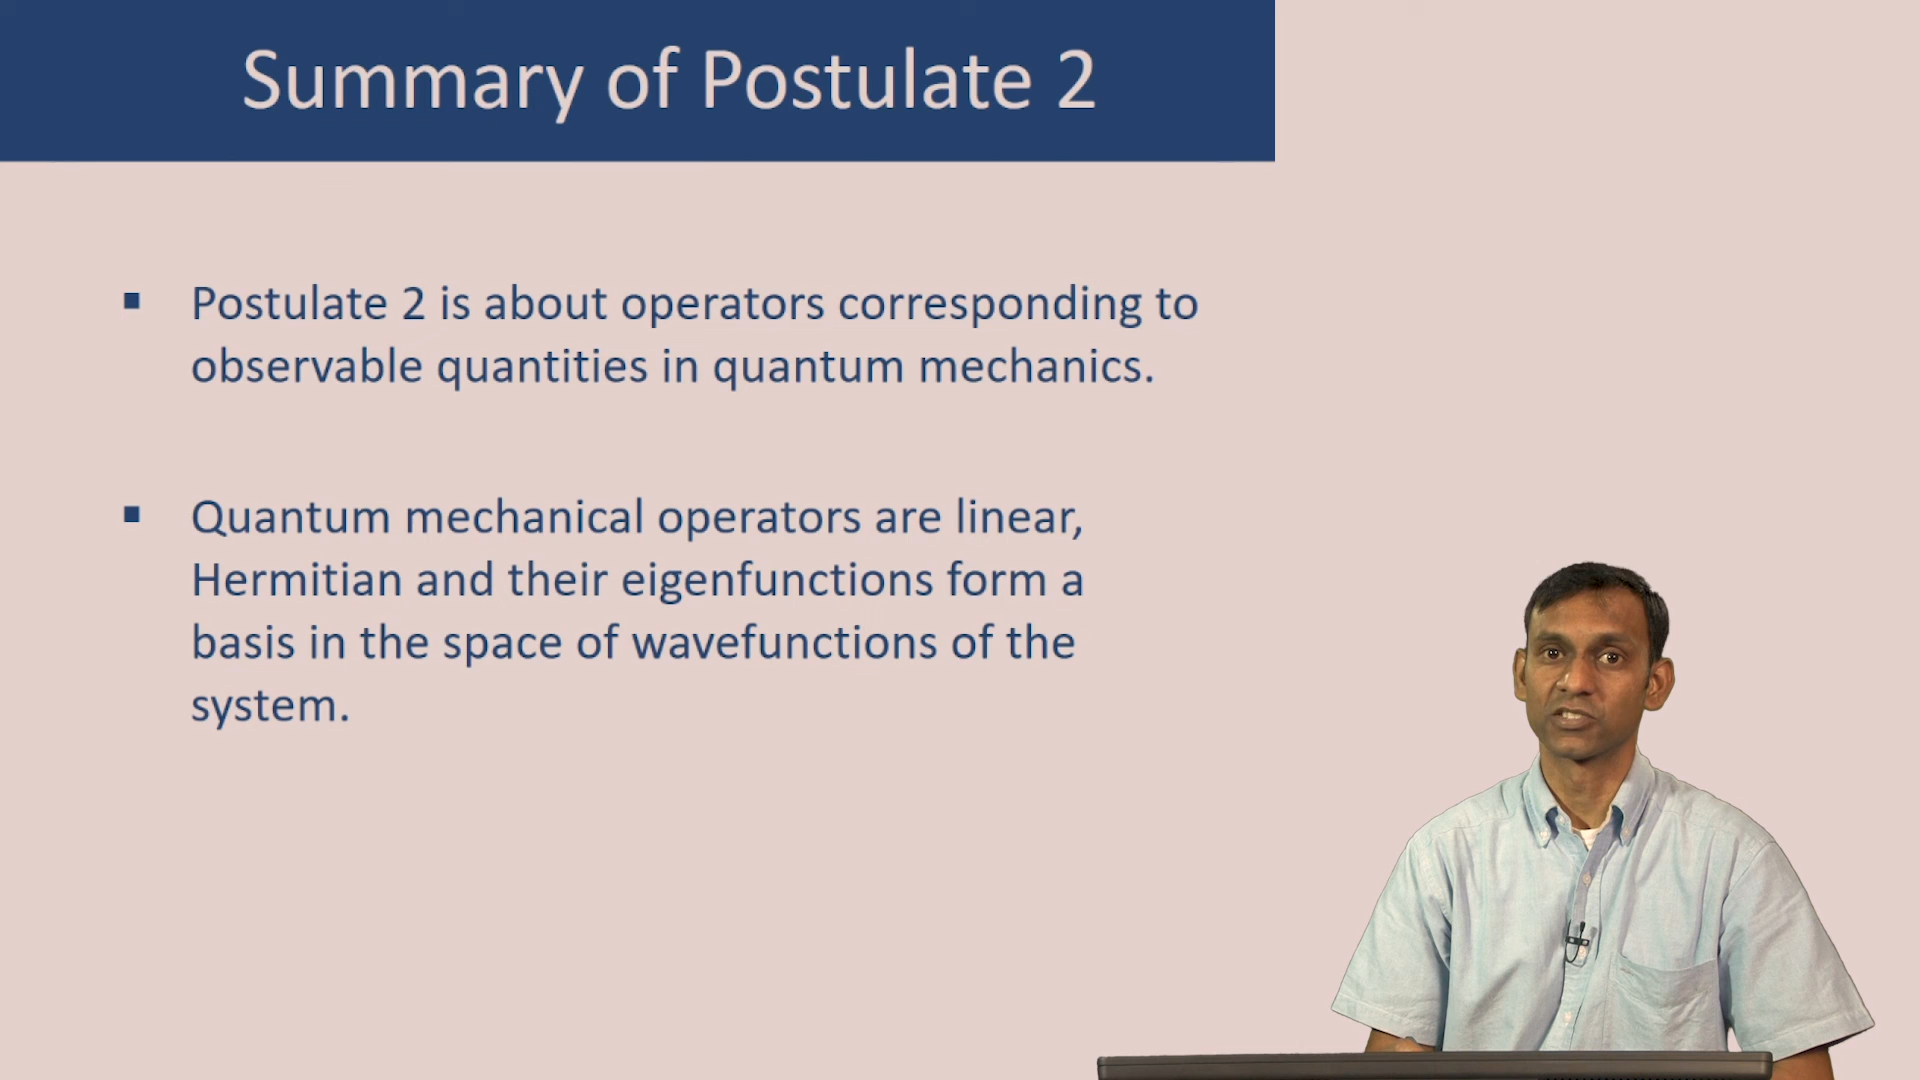 Summary of Postulate 2
▪ Postulate 2 is about operators corresponding to
observable quantities in quantum mechanics.
▪ Quantum mechanical operators are linear,
Hermitian and their eigenfunctions form a
basis in the space of wavefunctions of the
system.